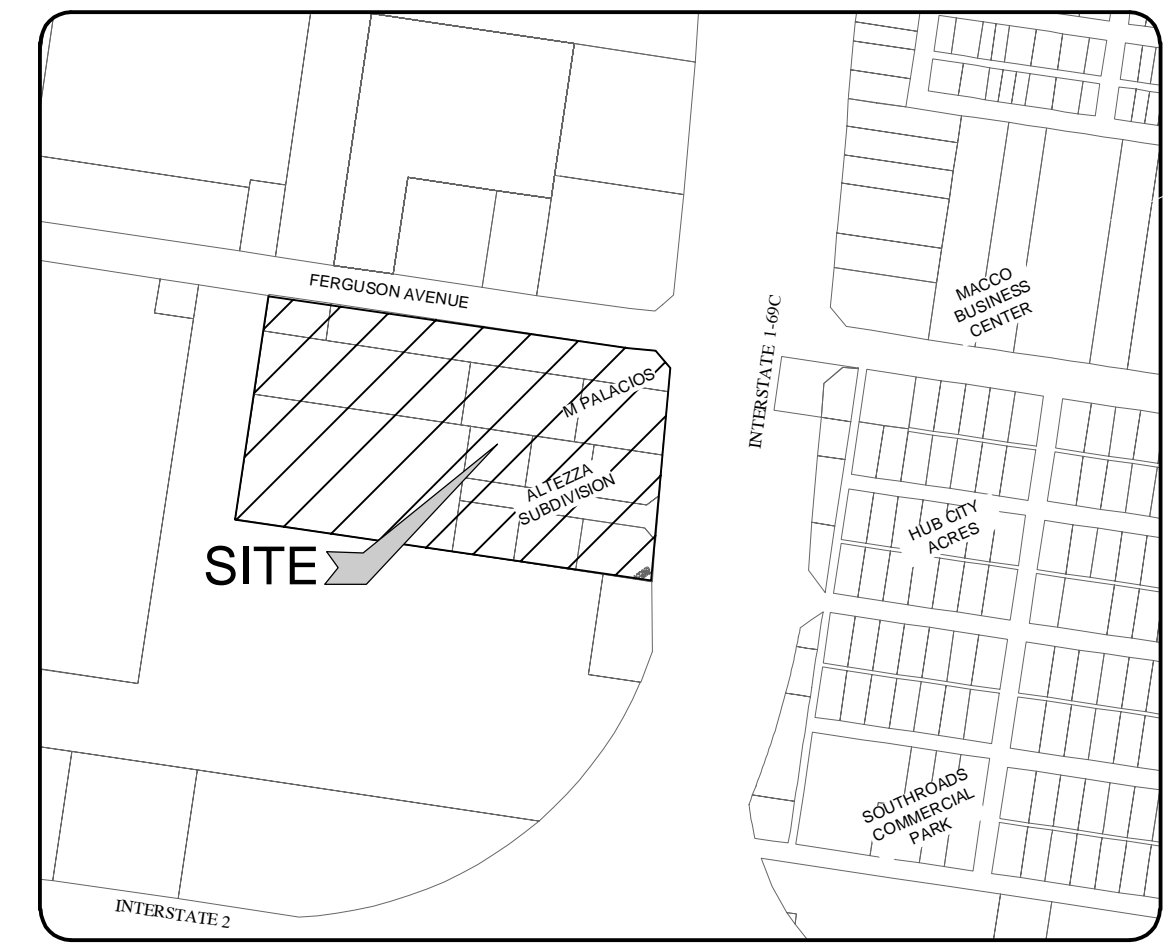 FERGUSON AVENUE
MACCO
BUSINESS
CENTER
INTERSTATE 1-69C
M PALACIOS
ALTEZZA
SUBDIVISION
HUB CITY
ACRES
SITE
SOUTHROADS
COMMERCIAL
PARK
INTERSTATE 2